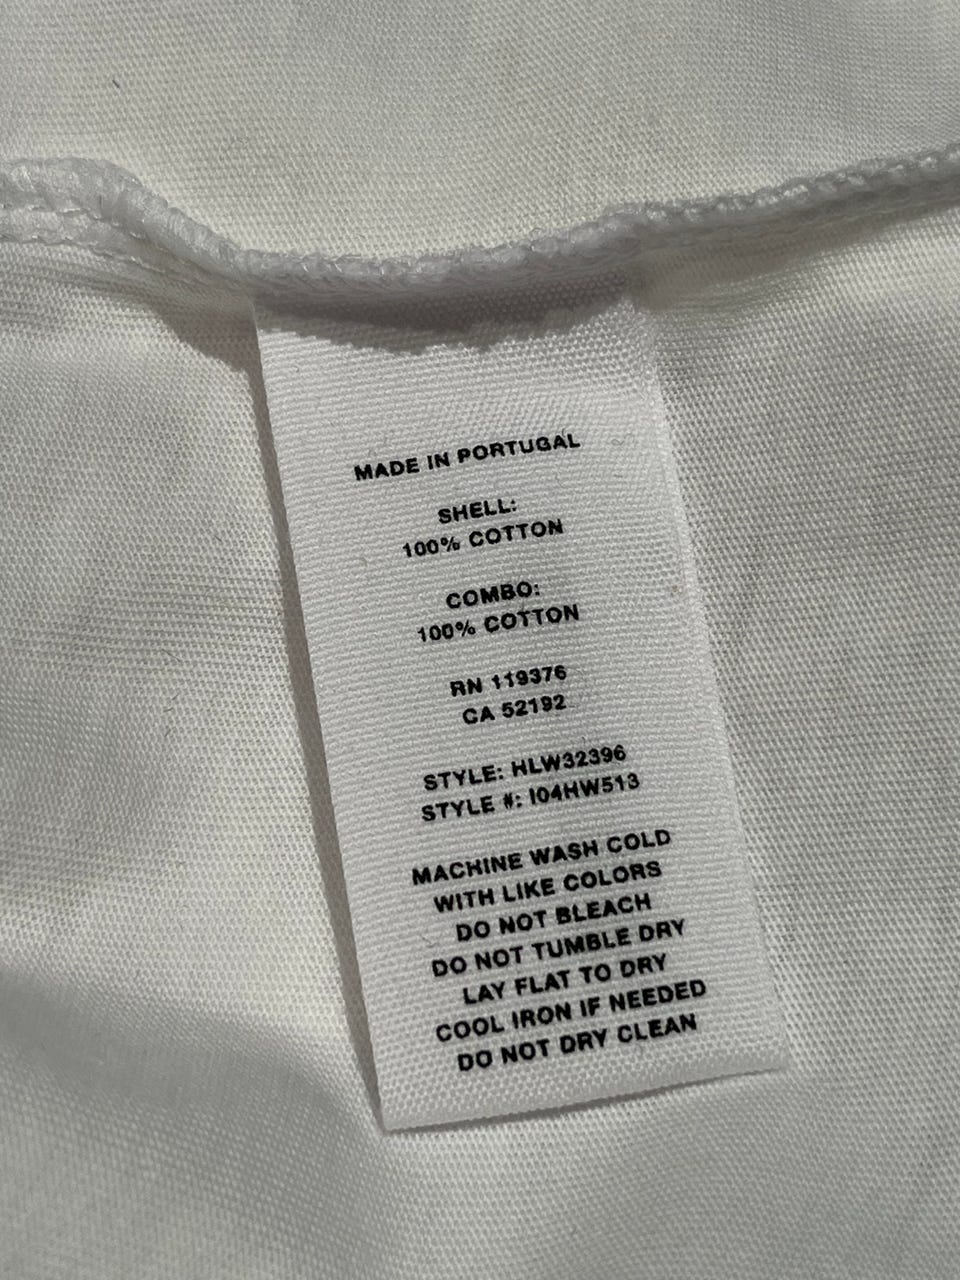 MADE IN PORTUGAL
SHELL:
100% COTTON
COMBO:
100% COTTON
RN 119376
CA 52192
STYLE: HLW32396
STYLE #: I04HW513
MACHINE WASH COLD
WITH LIKE COLORS
DO NOT BLEACH
DO NOT TUMBLE DRY
LAY FLAT TO DRY
COOL IRON IF NEEDED
DO NOT DRY CLEAN